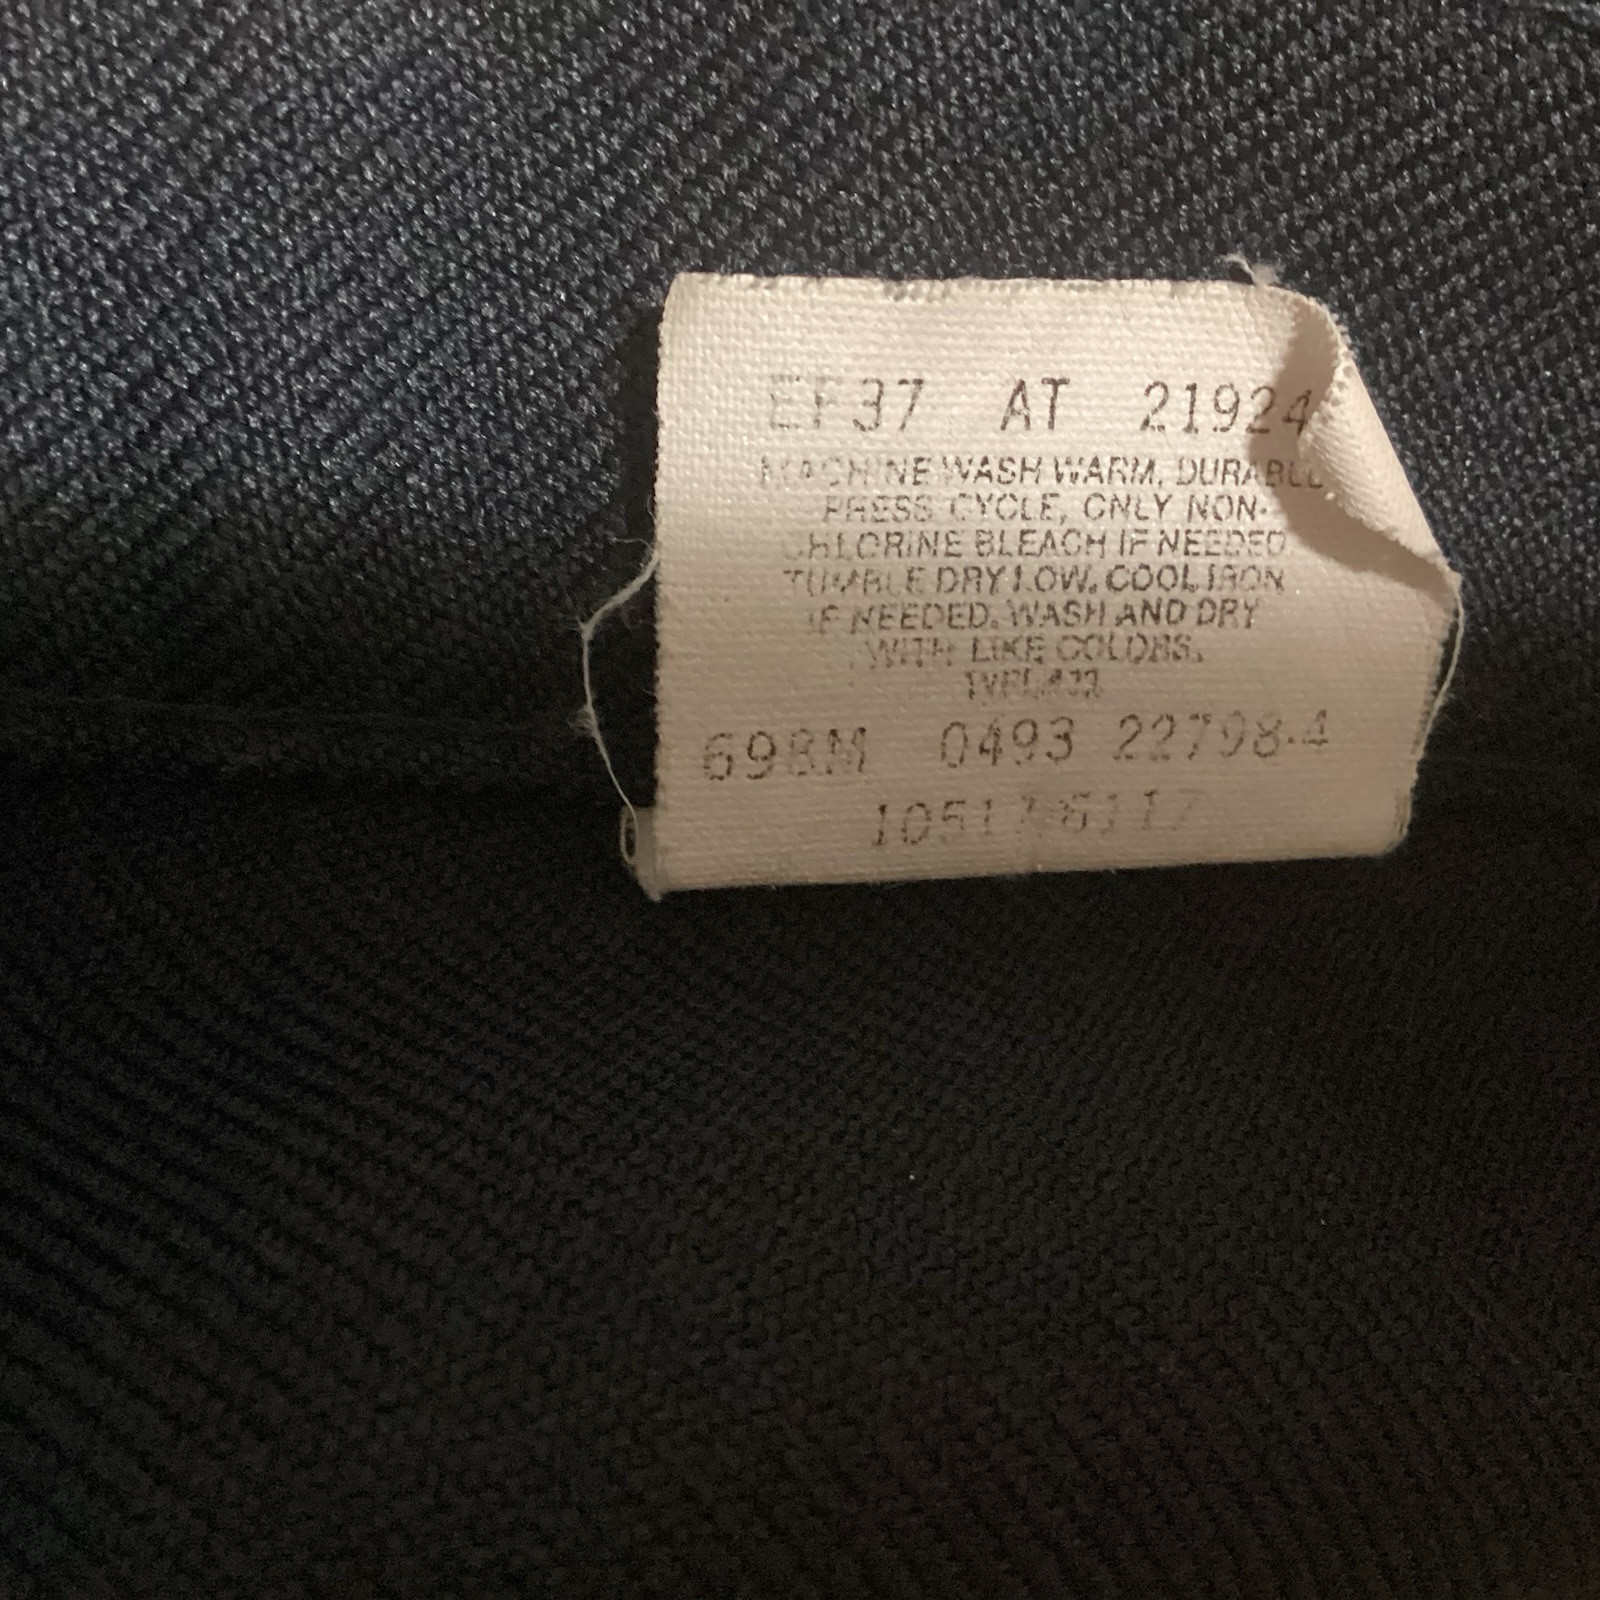 EF37 AT 21924
MACHINE WASH WARM, DURABLE
PRESS CYCLE, ONLY NON-
CHLORINE BLEACH IF NEEDED.
TUMBLE DRY LOW. COOL IRON
IF NEEDED. WASH AND DRY
WITH LIKE COLORS.
698M 0493 22798-4